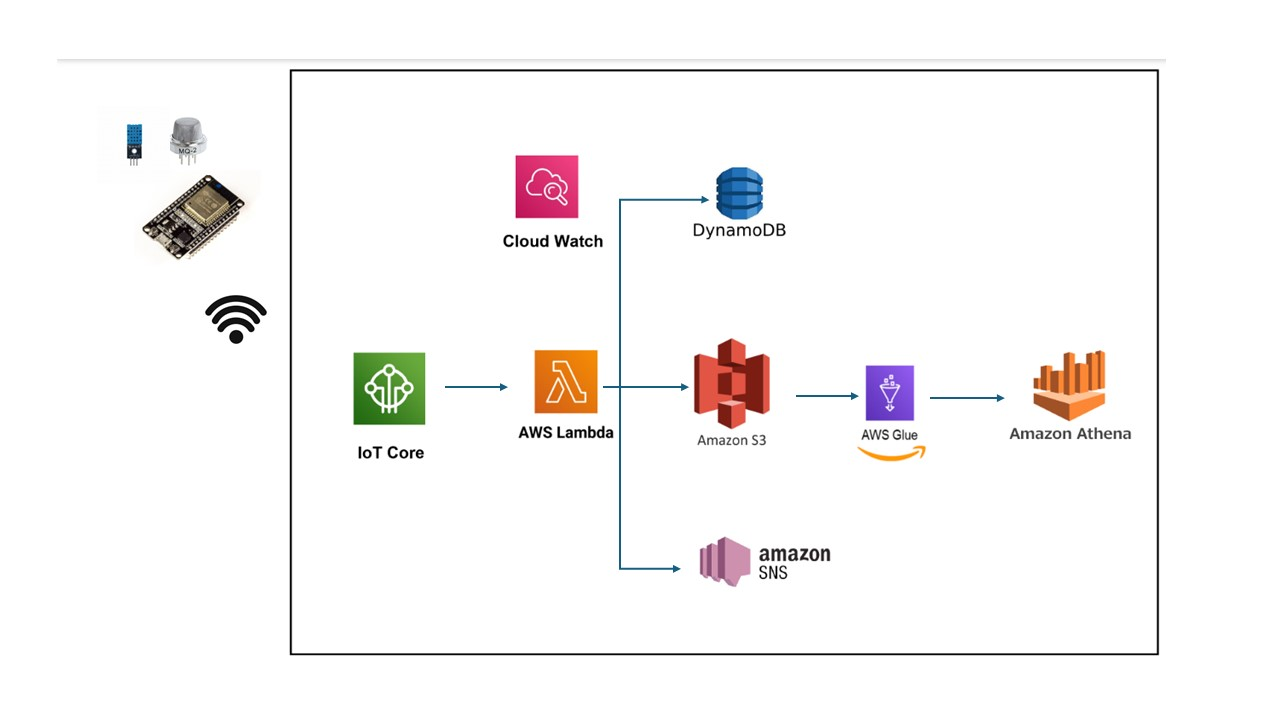 MQ-2
Cloud Watch
DynamoDB
IoT Core
AWS Lambda
Amazon S3
AWS Glue
Amazon Athena
amazon
SNS